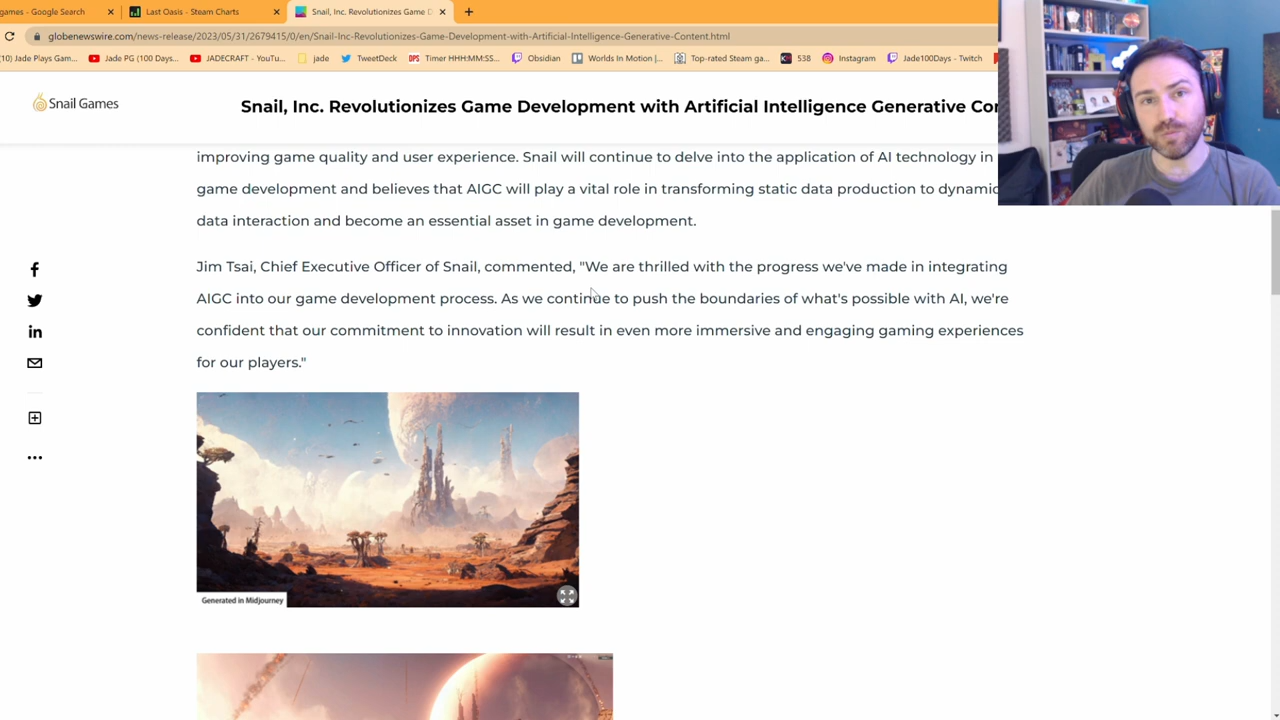 games - Google Search
Last Oasis - Steam Charts
Snail, Inc. Revolutionizes Game D
globenewswire.com/news-release/2023/05/31/2679415/0/en/Snail-Inc-Revolutionizes-Game-Development-with-Artificial-Intelligence-Generative-Content.html
(10) Jade Plays Gam...
Jade PG (100 Days...
JADECRAFT - YouTu...
jade
TweetDeck
DPS
Timer HHH:MM:SS...
Obsidian
Worlds In Motion |...
Top-rated Steam ga...
538
Instagram
Jade100Days - Twitch
Snail Games
Snail, Inc. Revolutionizes Game Development with Artificial Intelligence Generative Con
improving game quality and user experience. Snail will continue to delve into the application of AI technology in
game development and believes that AIGC will play a vital role in transforming static data production to dynamic
data interaction and become an essential asset in game development.
Jim Tsai, Chief Executive Officer of Snail, commented, "We are thrilled with the progress we've made in integrating
AIGC into our game development process. As we continue to push the boundaries of what's possible with AI, we're
confident that our commitment to innovation will result in even more immersive and engaging gaming experiences
for our players."
Generated in Midjourney